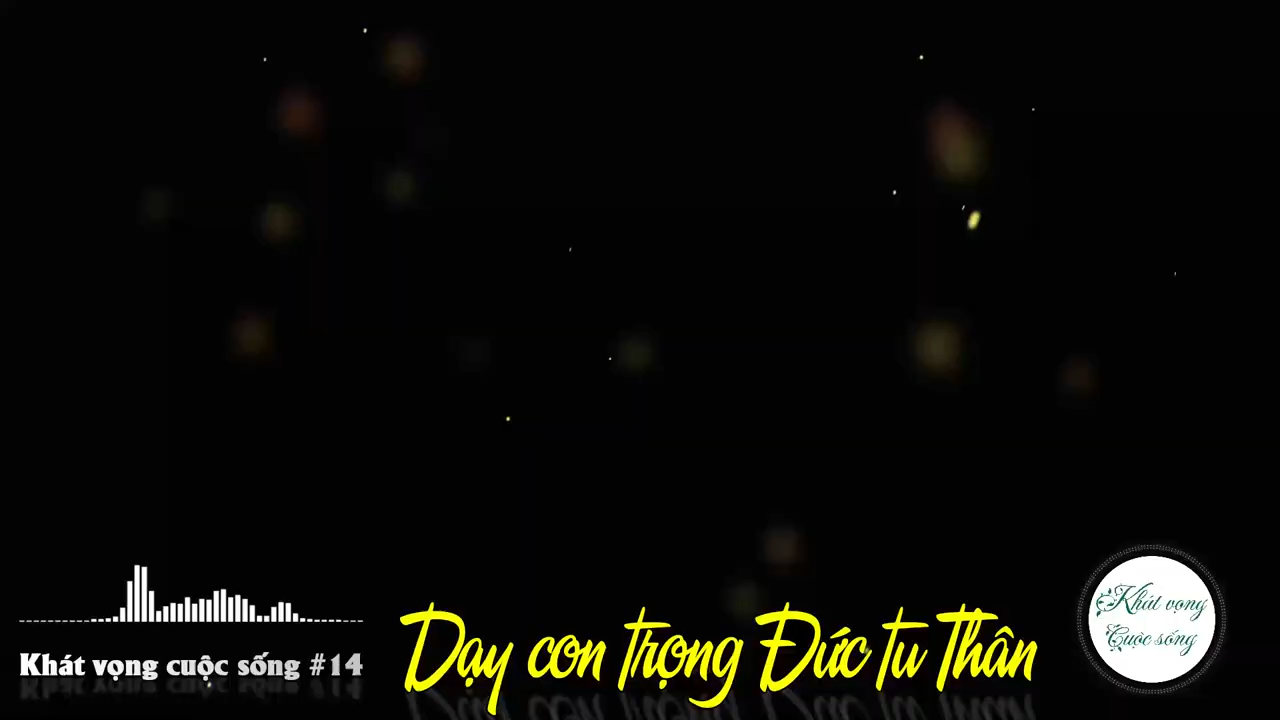 Khát vọng cuộc sống #14
Dạy con trọng Đức tu Thân
Khát vọng
Cuộc sống